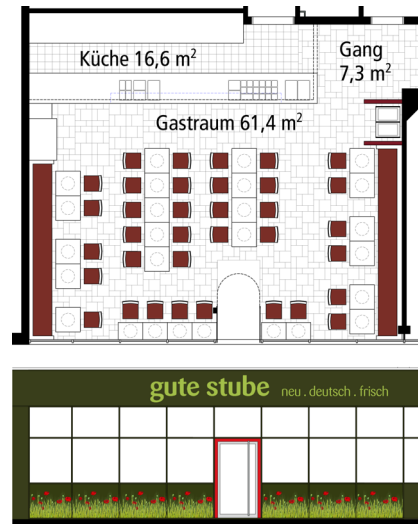 Küche 16,6 m²
Gang
7,3 m²
Gastraum 61,4 m²
gute stube neu . deutsch . frisch